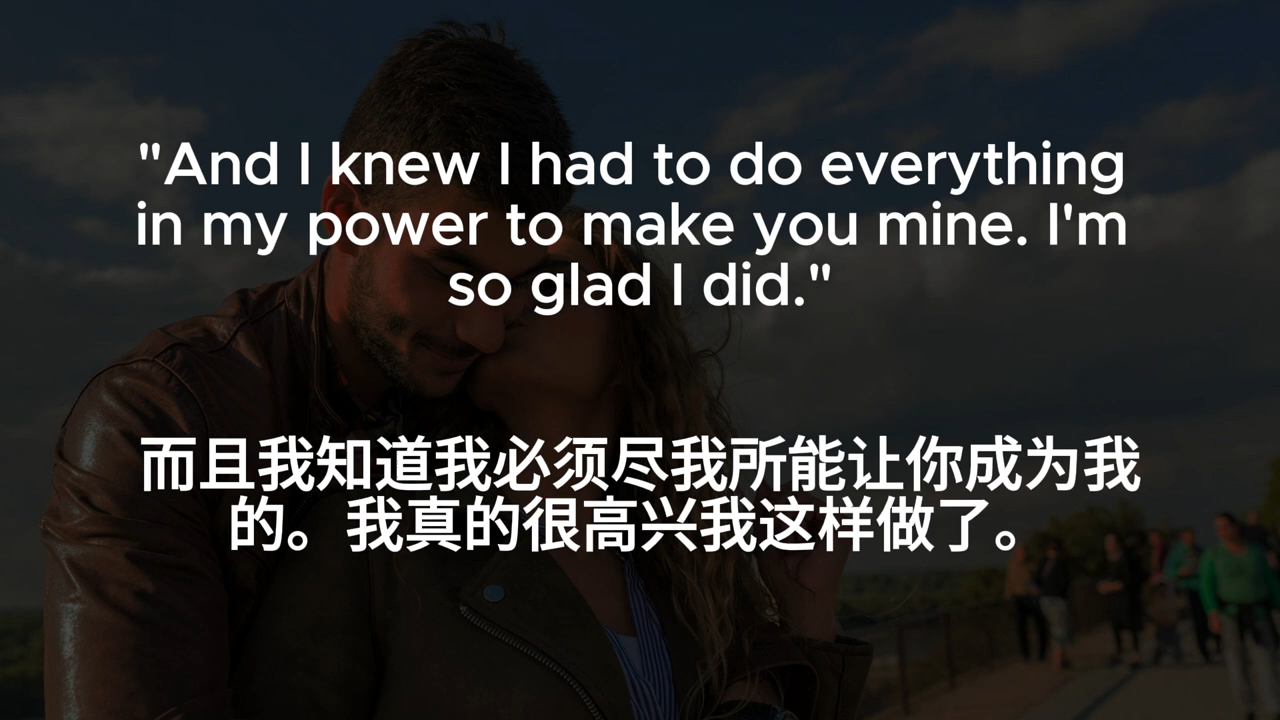 "And I knew I had to do everything
in my power to make you mine. I'm
so glad I did."
而且我知道我必须尽我所能让你成为我
的。我真的很高兴我这样做了。